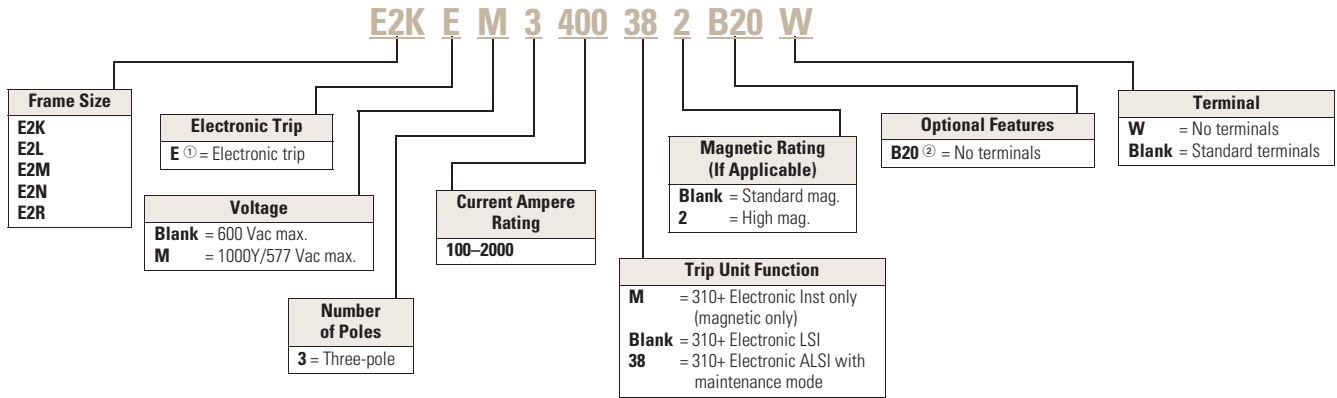 E2K E M 3 400 38 2 B20 W
Frame Size
E2K
E2L
E2M
E2N
E2R
Electronic Trip
E ① = Electronic trip
Voltage
Blank = 600 Vac max.
M = 1000Y/577 Vac max.
Number
of Poles
3 = Three-pole
Current Ampere
Rating
100–2000
Trip Unit Function
M = 310+ Electronic Inst only
(magnetic only)
Blank = 310+ Electronic LSI
38 = 310+ Electronic ALSI with
maintenance mode
Magnetic Rating
(If Applicable)
Blank = Standard mag.
2 = High mag.
Optional Features
B20 ② = No terminals
Terminal
W = No terminals
Blank = Standard terminals